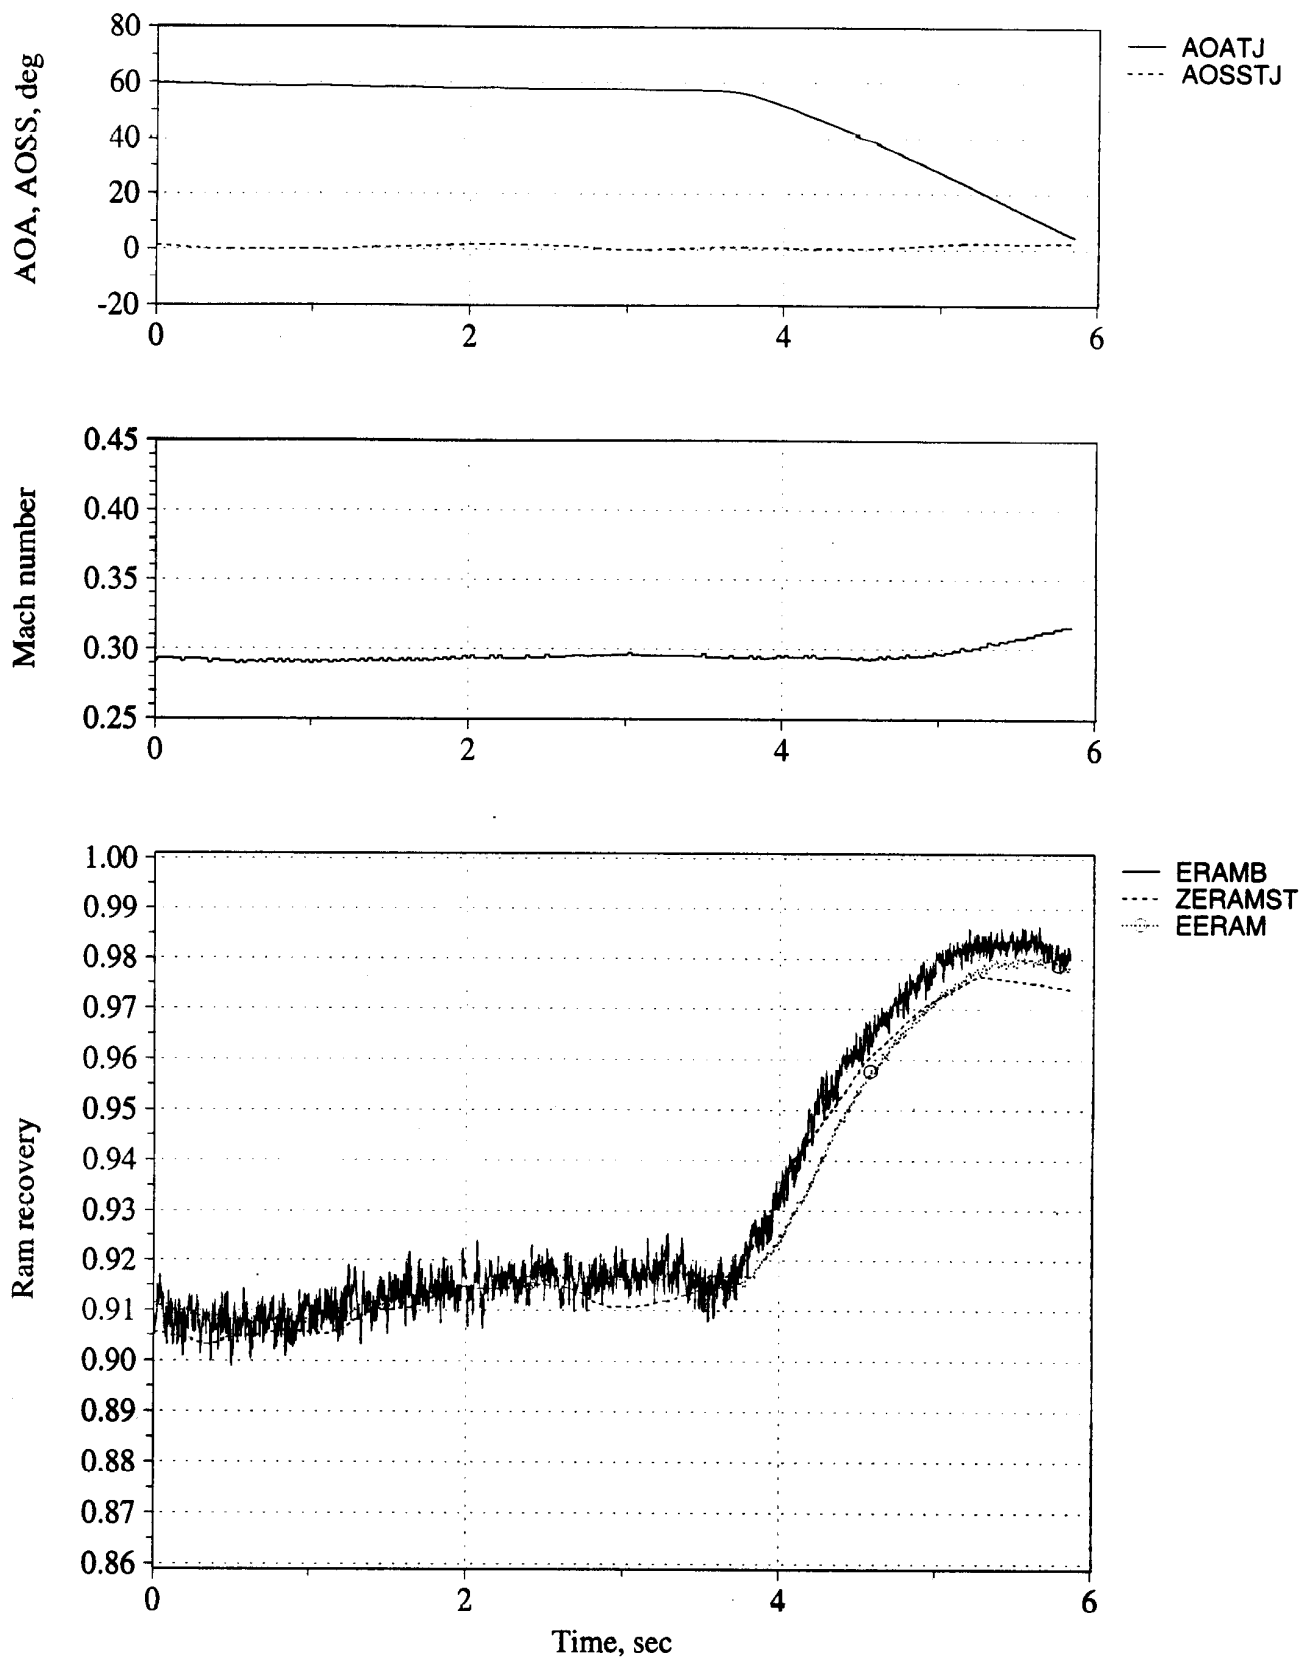 AOA, AOSS, deg
80
60
40
20
0
-20
0 2 4 6
AOATJ
AOSSTJ
Mach number
0.45
0.40
0.35
0.30
0.25
0 2 4 6
Ram recovery
1.00
0.99
0.98
0.97
0.96
0.95
0.94
0.93
0.92
0.91
0.90
0.89
0.88
0.87
0.86
0 2 4 6
Time, sec
ERAMB
ZERAMST
EERAM